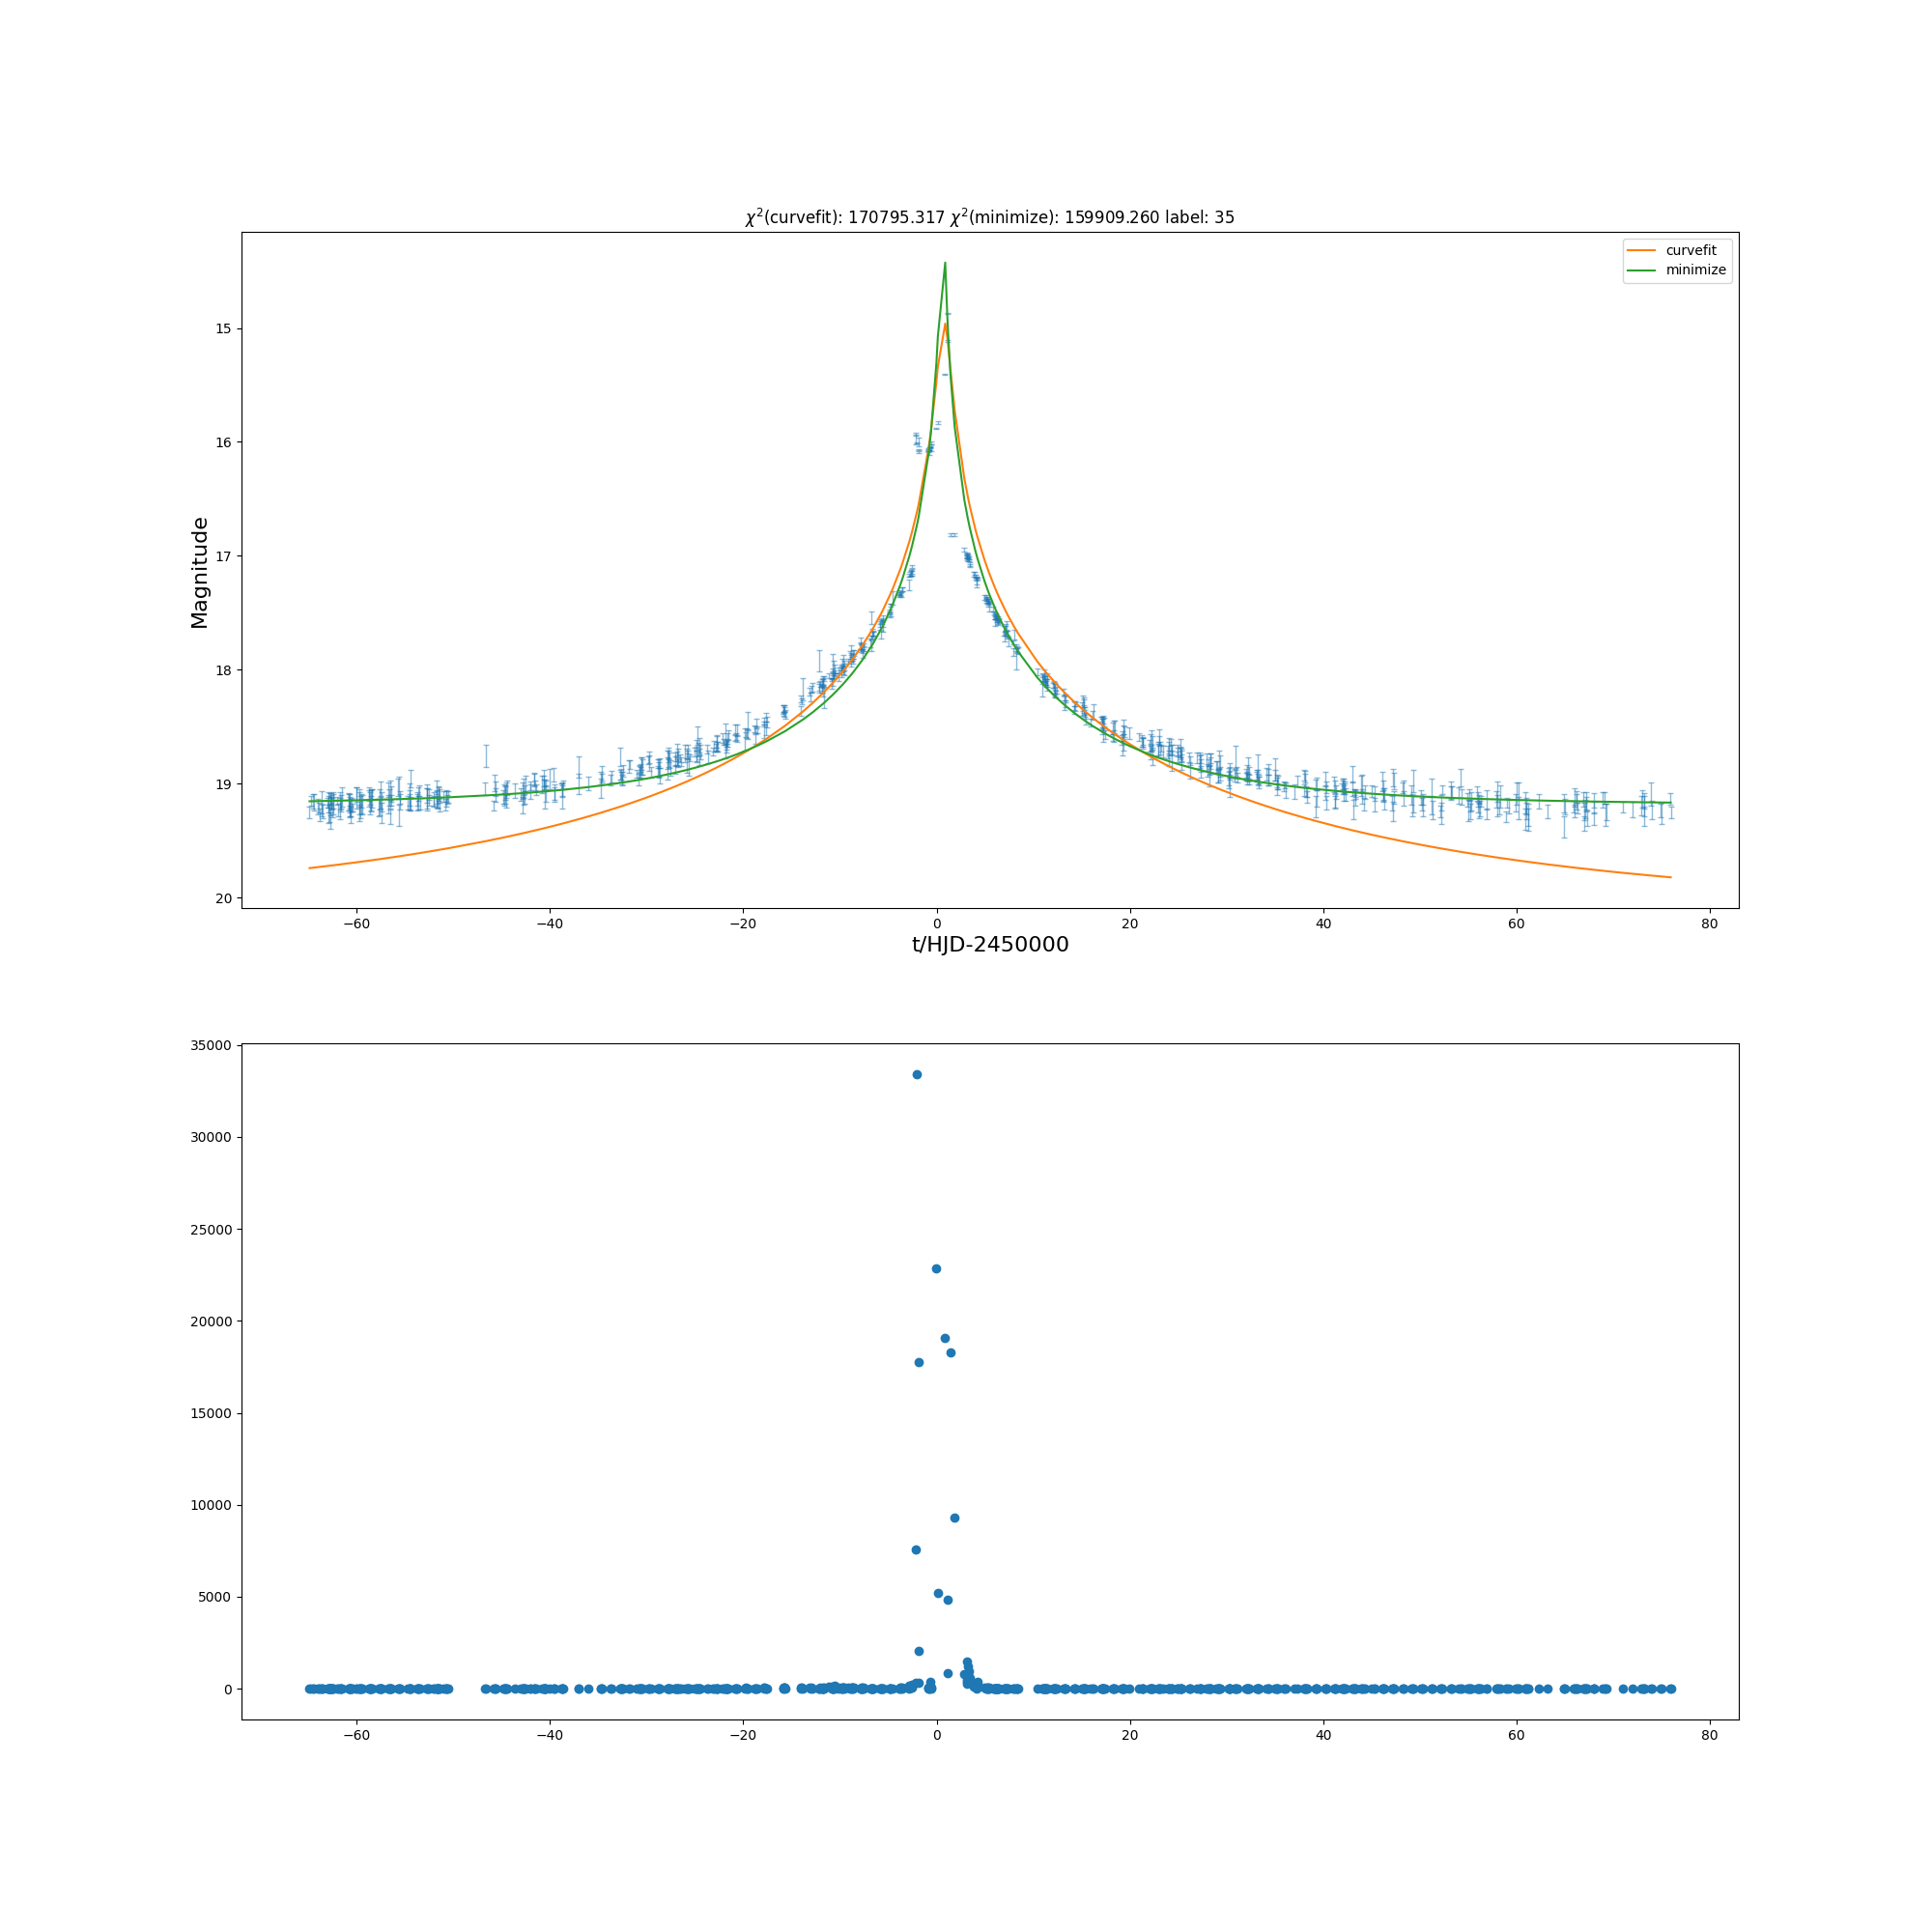 χ²(curvefit): 170795.317 χ²(minimize): 159909.260 label: 35
curvefit
minimize
Magnitude
15
16
17
18
19
20
−60 −40 −20 0 20 40 60 80
t/HJD-2450000
35000
30000
25000
20000
15000
10000
5000
0
−60 −40 −20 0 20 40 60 80